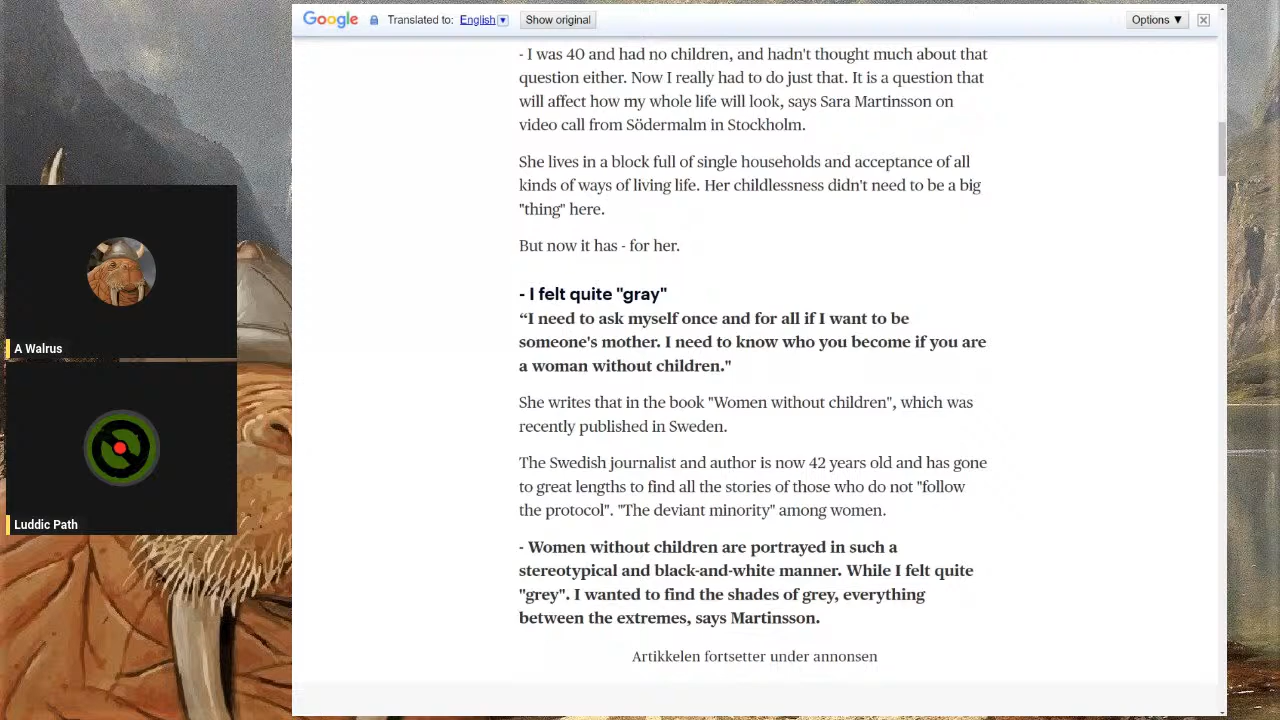 Google Translated to: English Show original Options ▼
- I was 40 and had no children, and hadn't thought much about that
question either. Now I really had to do just that. It is a question that
will affect how my whole life will look, says Sara Martinsson on
video call from Södermalm in Stockholm.
She lives in a block full of single households and acceptance of all
kinds of ways of living life. Her childlessness didn't need to be a big
"thing" here.
But now it has - for her.
- I felt quite "gray"
“I need to ask myself once and for all if I want to be
someone's mother. I need to know who you become if you are
a woman without children."
She writes that in the book "Women without children", which was
recently published in Sweden.
The Swedish journalist and author is now 42 years old and has gone
to great lengths to find all the stories of those who do not "follow
the protocol". "The deviant minority" among women.
- Women without children are portrayed in such a
stereotypical and black-and-white manner. While I felt quite
"grey". I wanted to find the shades of grey, everything
between the extremes, says Martinsson.
Artikkelen fortsetter under annonsen
A Walrus
Luddic Path